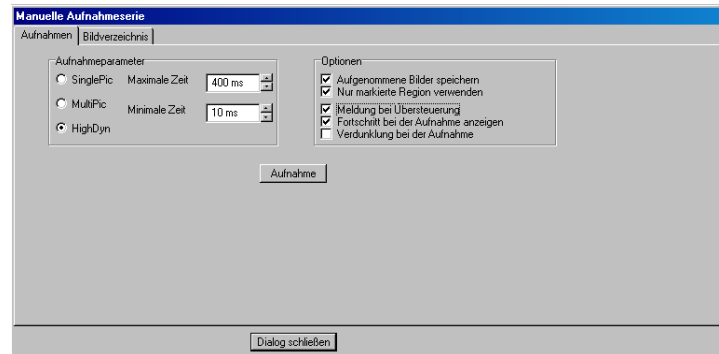 Manuelle Aufnahmeserie
Aufnahmen Bildverzeichnis
Aufnahmeparameter
SinglePic Maximale Zeit 400 ms
MultiPic Minimale Zeit 10 ms
HighDyn
Optionen
Aufgenommene Bilder speichern
Nur markierte Region verwenden
Meldung bei Übersteuerung
Fortschritt bei der Aufnahme anzeigen
Verdunklung bei der Aufnahme
Aufnahme
Dialog schließen